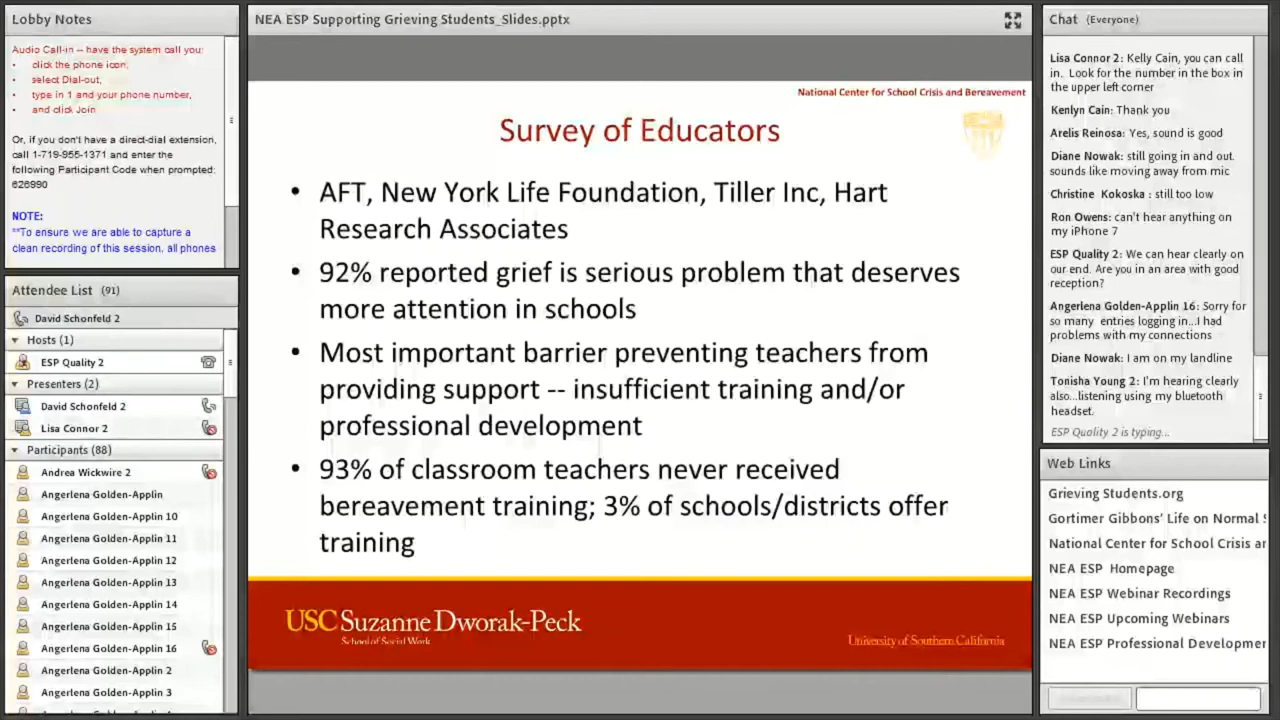 Lobby Notes
Audio Call-in -- have the system call you:
• click the phone icon,
• select Dial-out,
• type in 1 and your phone number,
• and click Join
Or, if you don't have a direct-dial extension,
call 1-719-955-1371 and enter the
following Participant Code when prompted:
626990
NOTE:
**To ensure we are able to capture a
clean recording of this session, all phones
Attendee List (91)
David Schonfeld 2
Hosts (1)
ESP Quality 2
Presenters (2)
David Schonfeld 2
Lisa Connor 2
Participants (88)
Andrea Wickwire 2
Angerlena Golden-Applin
Angerlena Golden-Applin 10
Angerlena Golden-Applin 11
Angerlena Golden-Applin 12
Angerlena Golden-Applin 13
Angerlena Golden-Applin 14
Angerlena Golden-Applin 15
Angerlena Golden-Applin 16
Angerlena Golden-Applin 2
Angerlena Golden-Applin 3
NEA ESP Supporting Grieving Students_Slides.pptx
National Center for School Crisis and Bereavement
Survey of Educators
• AFT, New York Life Foundation, Tiller Inc, Hart
Research Associates
• 92% reported grief is serious problem that deserves
more attention in schools
• Most important barrier preventing teachers from
providing support -- insufficient training and/or
professional development
• 93% of classroom teachers never received
bereavement training; 3% of schools/districts offer
training
USC Suzanne Dworak-Peck
School of Social Work
University of Southern California
Chat (Everyone)
Lisa Connor 2: Kelly Cain, you can call
in. Look for the number in the box in
the upper left corner
Kenlyn Cain: Thank you
Arelis Reinosa: Yes, sound is good
Diane Nowak: still going in and out.
sounds like moving away from mic
Christine Kokoska : still too low
Ron Owens: can't hear anything on
my iPhone 7
ESP Quality 2: We can hear clearly on
our end. Are you in an area with good
reception?
Angerlena Golden-Applin 16: Sorry for
so many entries logging in...I had
problems with my connections
Diane Nowak: I am on my landline
Tonisha Young 2: I'm hearing clearly
also...listening using my bluetooth
headset.
ESP Quality 2 is typing...
Web Links
Grieving Students.org
Gortimer Gibbons' Life on Normal S
National Center for School Crisis ar
NEA ESP Homepage
NEA ESP Webinar Recordings
NEA ESP Upcoming Webinars
NEA ESP Professional Developmer